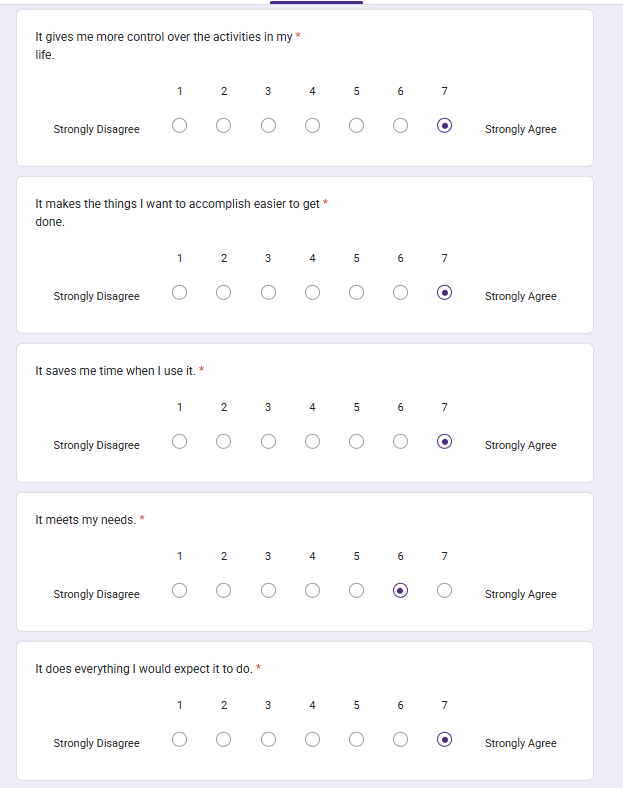 It gives me more control over the activities in my *
life.
1 2 3 4 5 6 7
Strongly Disagree Strongly Agree
It makes the things I want to accomplish easier to get *
done.
1 2 3 4 5 6 7
Strongly Disagree Strongly Agree
It saves me time when I use it. *
1 2 3 4 5 6 7
Strongly Disagree Strongly Agree
It meets my needs. *
1 2 3 4 5 6 7
Strongly Disagree Strongly Agree
It does everything I would expect it to do. *
1 2 3 4 5 6 7
Strongly Disagree Strongly Agree